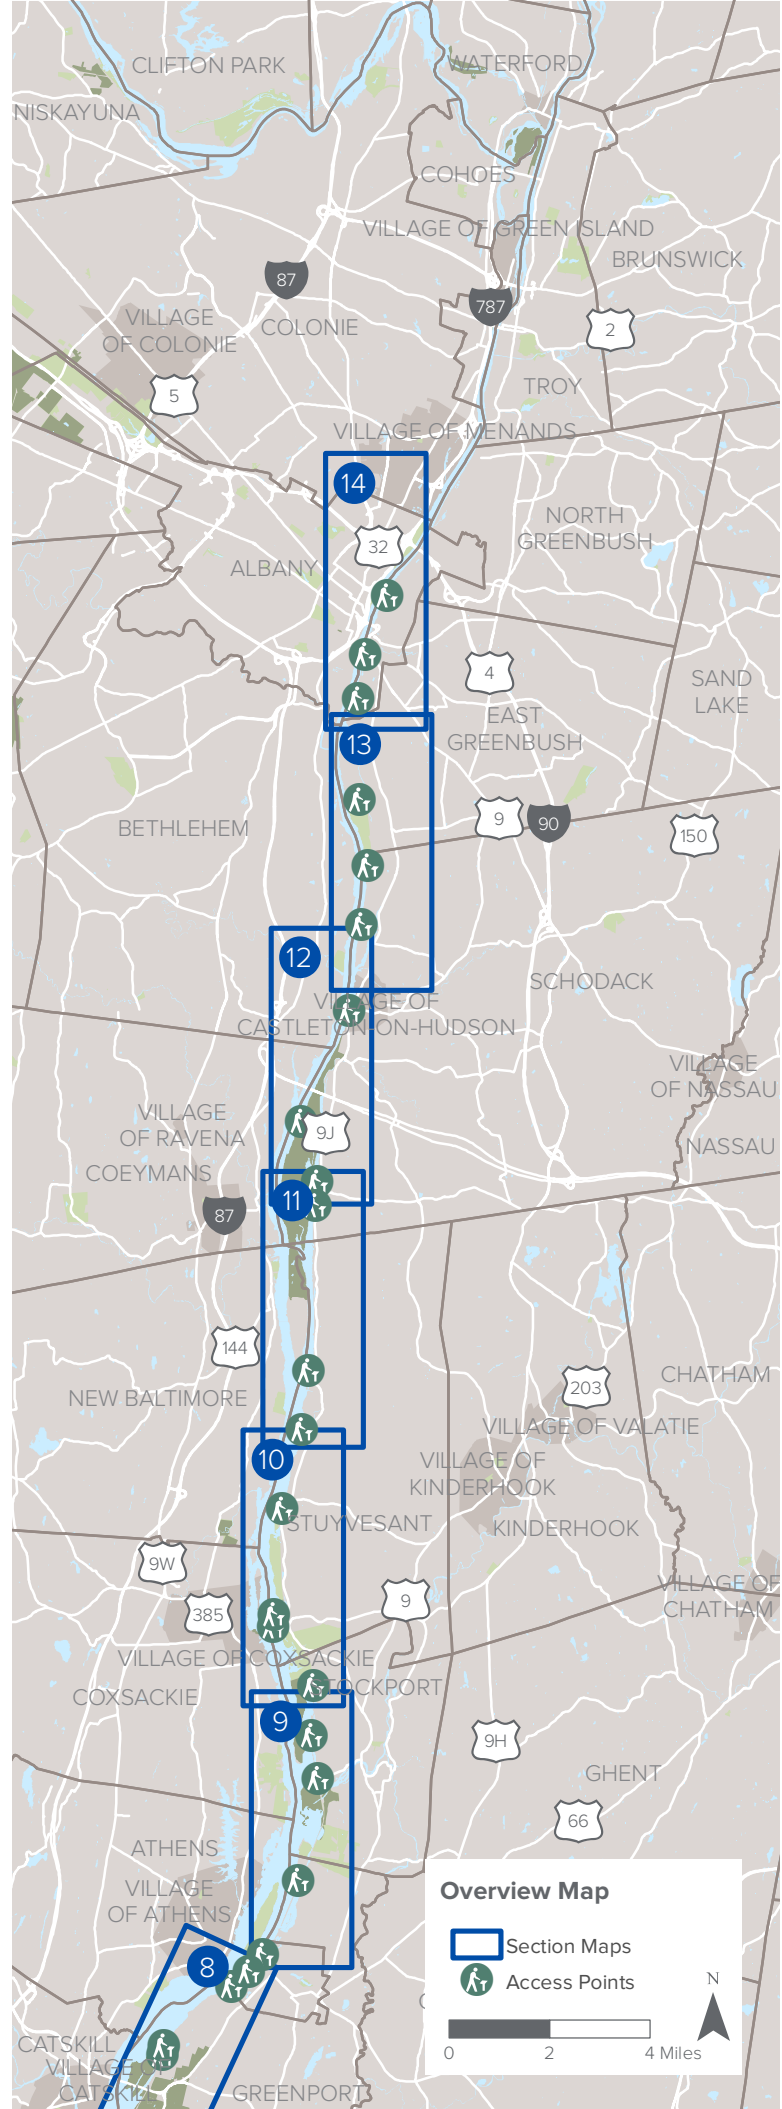 CLIFTON PARK
WATERFORD
NISKAYUNA
COHOES
VILLAGE OF GREEN ISLAND
BRUNSWICK
87
787
VILLAGE
OF COLONIE
COLONIE
2
5
TROY
VILLAGE OF MENANDS
14
NORTH
GREENBUSH
32
ALBANY
4
SAND
LAKE
EAST
GREENBUSH
13
9
90
150
BETHLEHEM
12
SCHODACK
VILLAGE OF
CASTLETON-ON-HUDSON
VILLAGE
OF NASSAU
VILLAGE
OF RAVENA
9J
NASSAU
COEYMANS
11
87
144
CHATHAM
203
NEW BALTIMORE
VILLAGE OF VALATIE
10
VILLAGE OF
KINDERHOOK
STUYVESANT
KINDERHOOK
9W
9
VILLAGE OF
CHATHAM
385
VILLAGE OF COXSACKIE
STOCKPORT
COXSACKIE
9
9H
GHENT
66
ATHENS
VILLAGE
OF ATHENS
8
CATSKILL
VILLAGE OF
CATSKILL
GREENPORT
Overview Map
Section Maps
Access Points
N
0 2 4 Miles